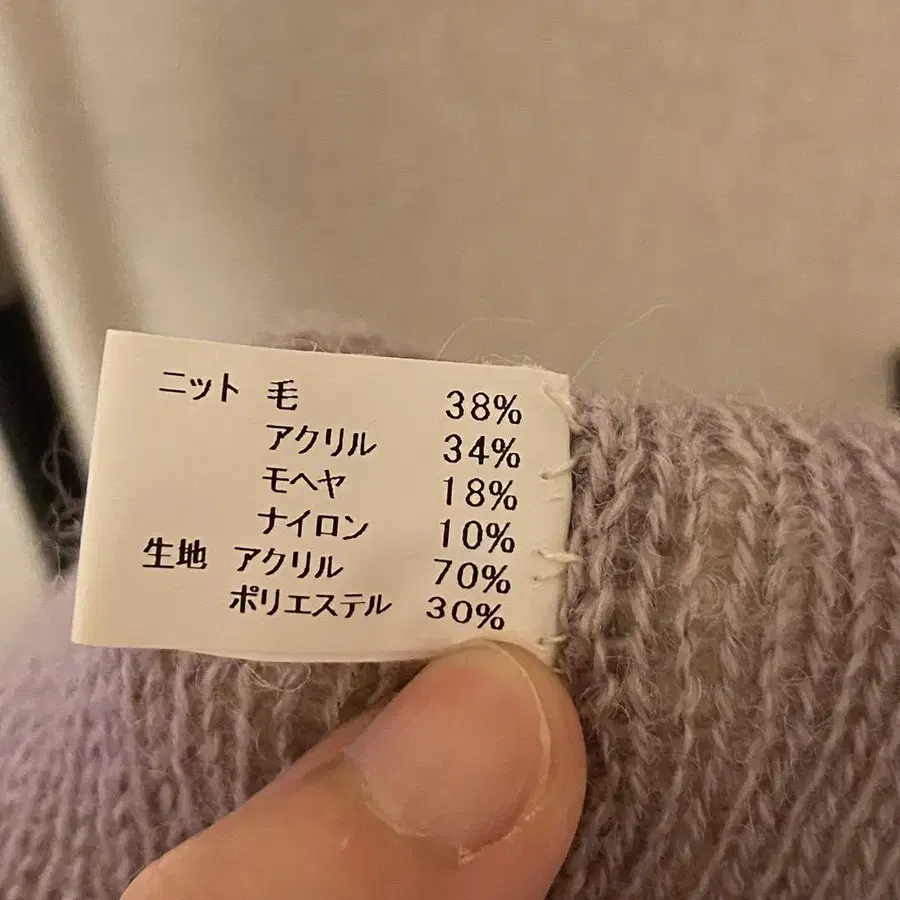 ニット 毛 38%
アクリル 34%
モヘヤ 18%
ナイロン 10%
生地 アクリル 70%
ポリエステル 30%